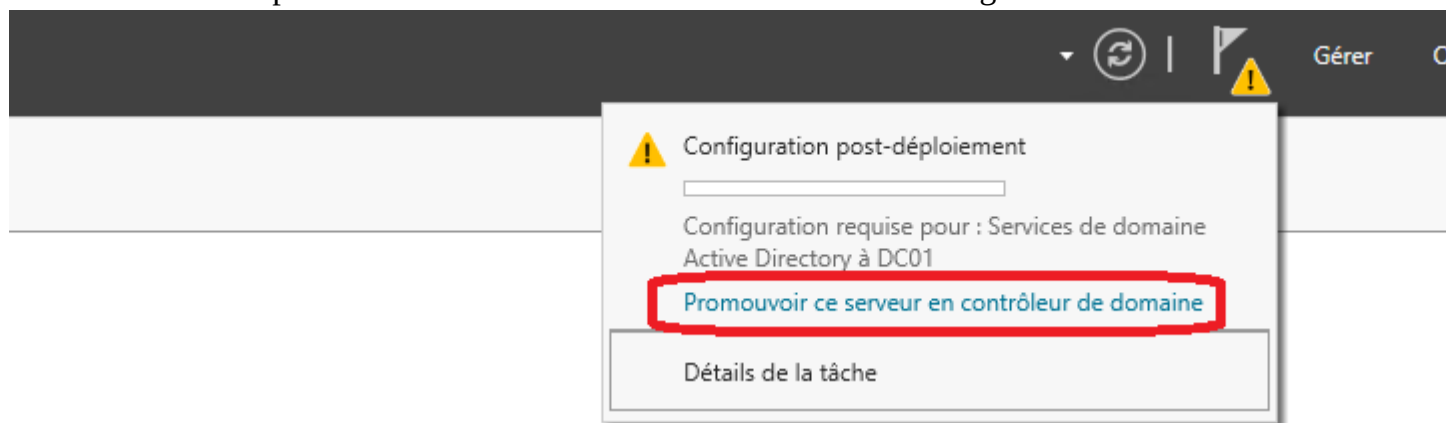 Gérer
Configuration post-déploiement
Configuration requise pour : Services de domaine
Active Directory à DC01
Promouvoir ce serveur en contrôleur de domaine
Détails de la tâche